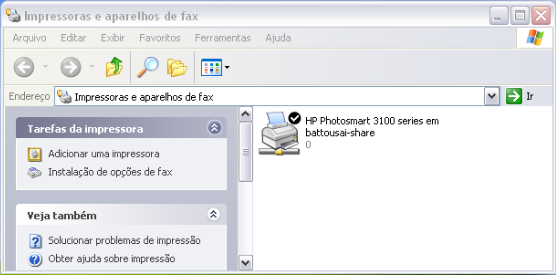 Impressoras e aparelhos de fax
Arquivo Editar Exibir Favoritos Ferramentas Ajuda
Endereço Impressoras e aparelhos de fax Ir
Tarefas da impressora
Adicionar uma impressora
Instalação de opções de fax
Veja também
Solucionar problemas de impressão
Obter ajuda sobre impressão
HP Photosmart 3100 series em
battousai-share
0